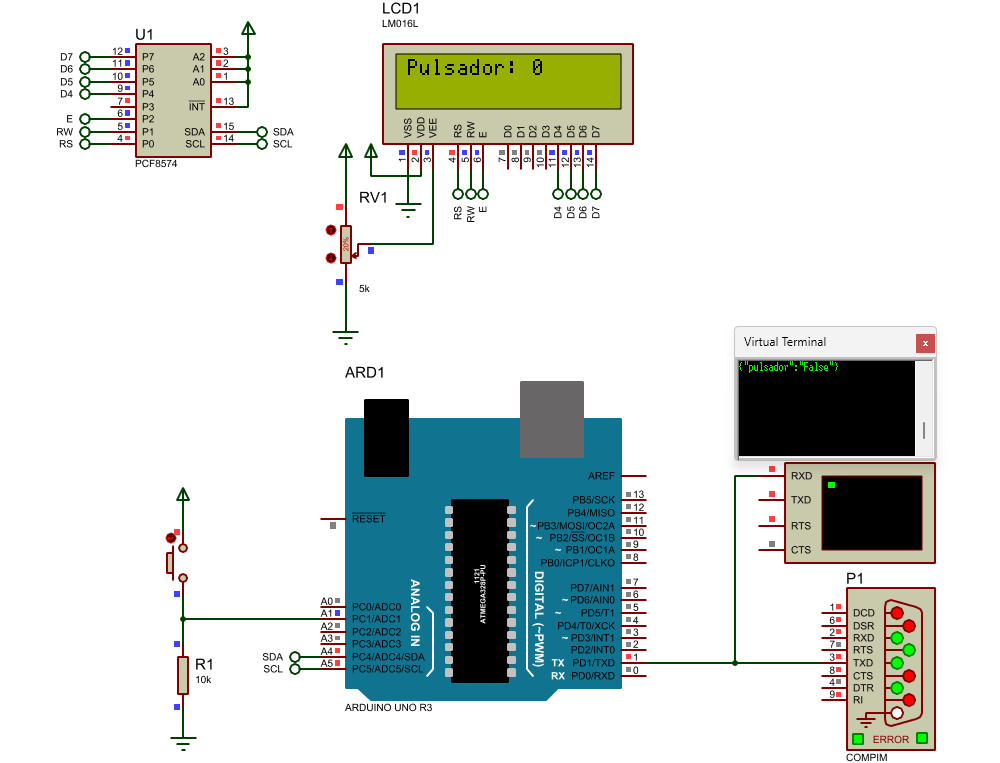 LCD1
LM016L
Pulsador: 0
VSS VDD VEE RS RW E D0 D1 D2 D3 D4 D5 D6 D7
1 2 3 4 5 6 7 8 9 10 11 12 13 14
RS RW E D4 D5 D6 D7
U1
D7 12 P7 A2 3
D6 11 P6 A1 2
D5 10 P5 A0 1
D4 9 P4
7 P3 INT 13
E 6 P2
RW 5 P1 SDA 15 SDA
RS 4 P0 SCL 14 SCL
PCF8574
RV1
20%
5k
Virtual Terminal
x
{"pulsador":"False"}
RXD
TXD
RTS
CTS
ARD1
AREF
PB5/SCK 13
PB4/MISO 12
RESET
~PB3/MOSI/OC2A 11
~ PB2/SS/OC1B 10
~ PB1/OC1A 9
PB0/ICP1/CLKO 8
1121
ATMEGA328P-PU
ANALOG IN
DIGITAL (~PWM)
PD7/AIN1 7
~ PD6/AIN0 6
~ PD5/T1 5
PD4/T0/XCK 4
~ PD3/INT1 3
PD2/INT0 2
TX PD1/TXD 1
RX PD0/RXD 0
A0 PC0/ADC0
A1 PC1/ADC1
A2 PC2/ADC2
A3 PC3/ADC3
SDA A4 PC4/ADC4/SDA
SCL A5 PC5/ADC5/SCL
ARDUINO UNO R3
R1
10k
P1
1 DCD
6 DSR
2 RXD
7 RTS
3 TXD
8 CTS
4 DTR
9 RI
ERROR
COMPIM